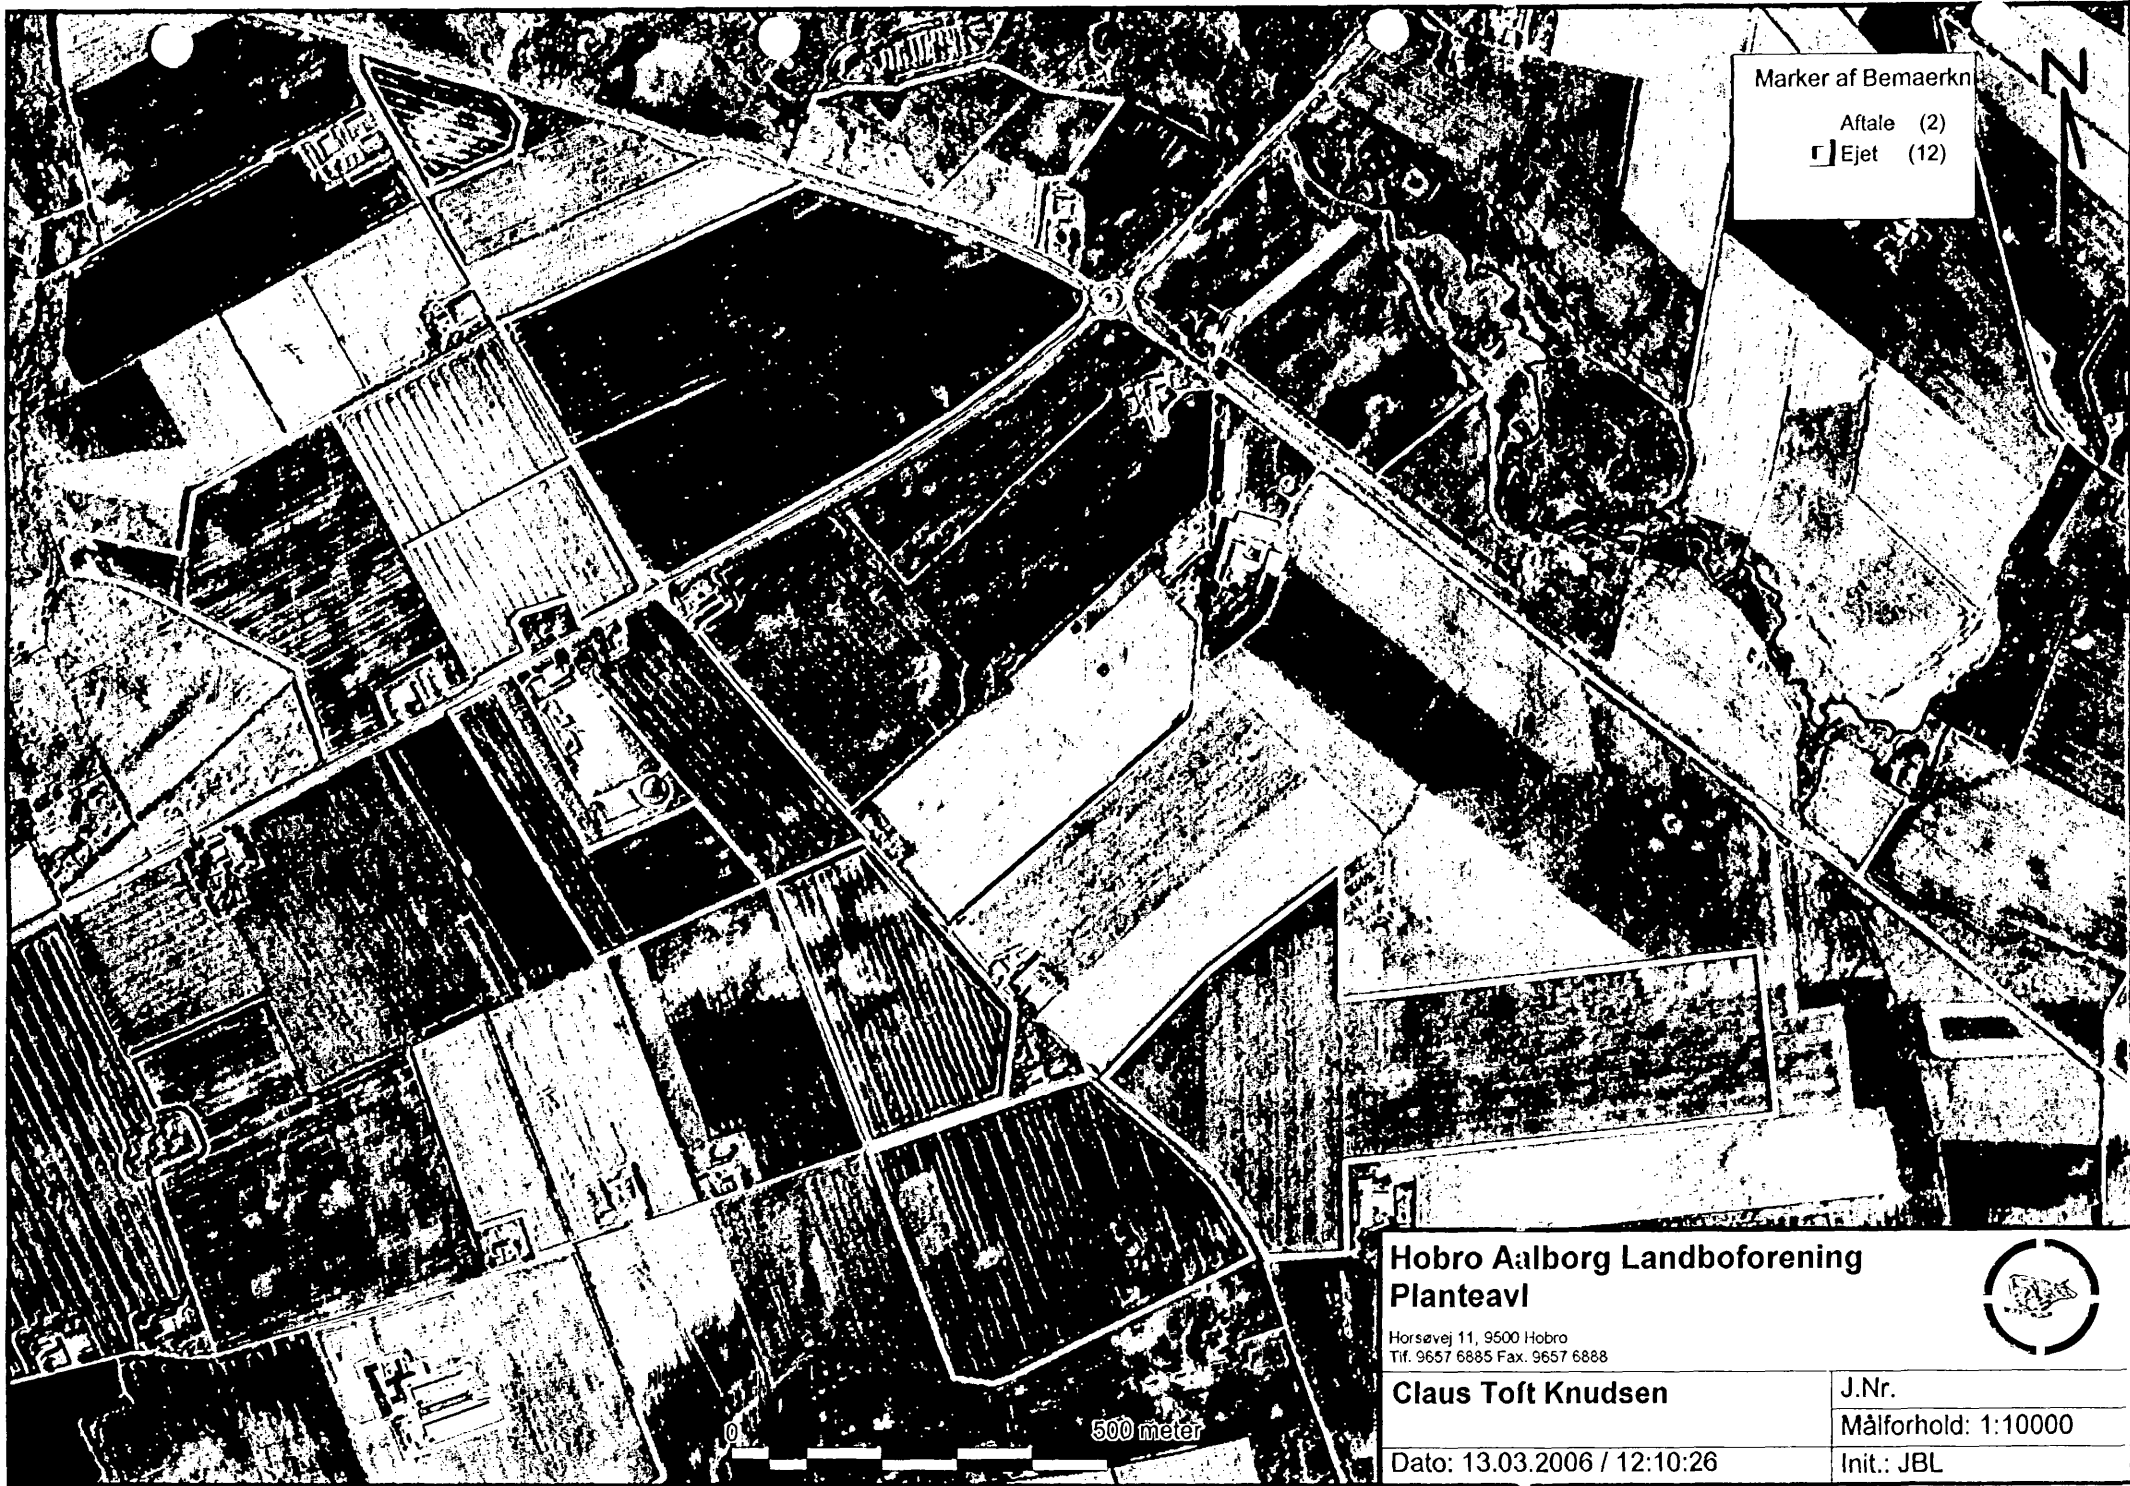 Marker af Bemaerkni
Aftale (2)
Ejet (12)
N
0 500 meter
Hobro Aalborg Landboforening
Planteavl
Horsøvej 11, 9500 Hobro
Tlf. 9657 6885 Fax. 9657 6888
Claus Toft Knudsen
J.Nr.
Målforhold: 1:10000
Dato: 13.03.2006 / 12:10:26
Init.: JBL